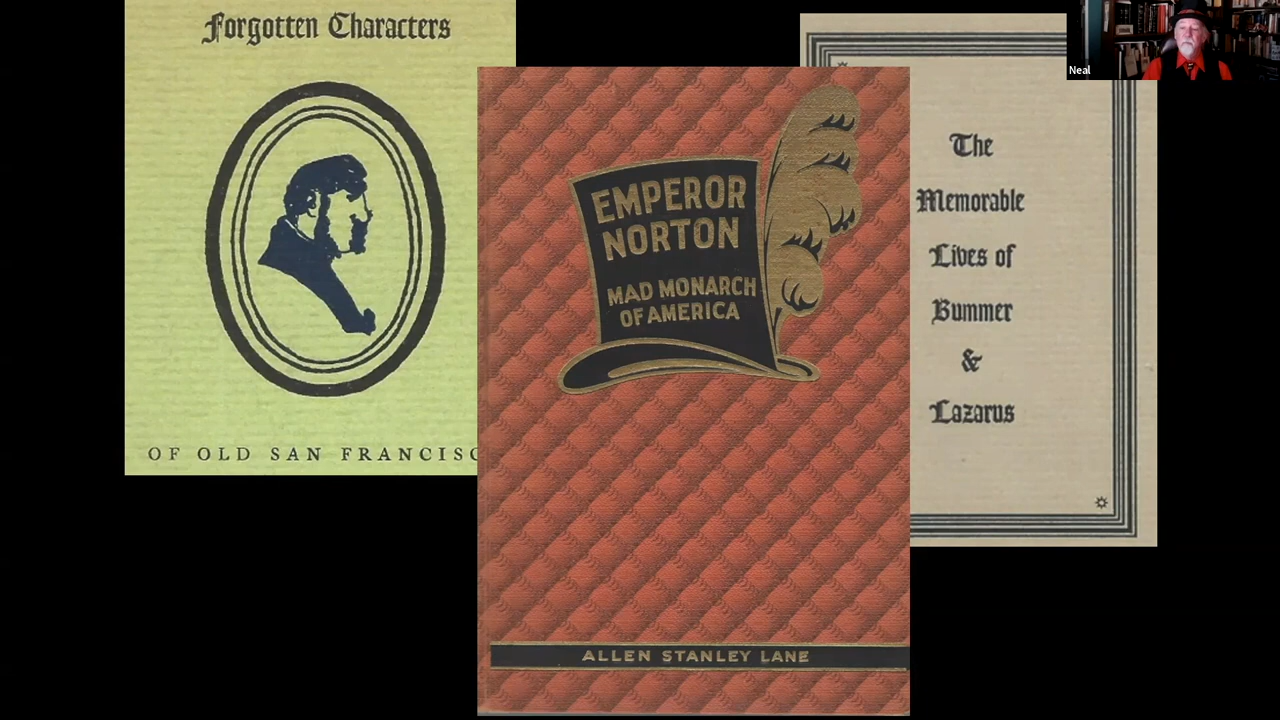 Forgotten Characters
OF OLD SAN FRANCISC
EMPEROR
NORTON
MAD MONARCH
OF AMERICA
ALLEN STANLEY LANE
The
Memorable
Lives of
Bummer
&
Lazarus
Neal